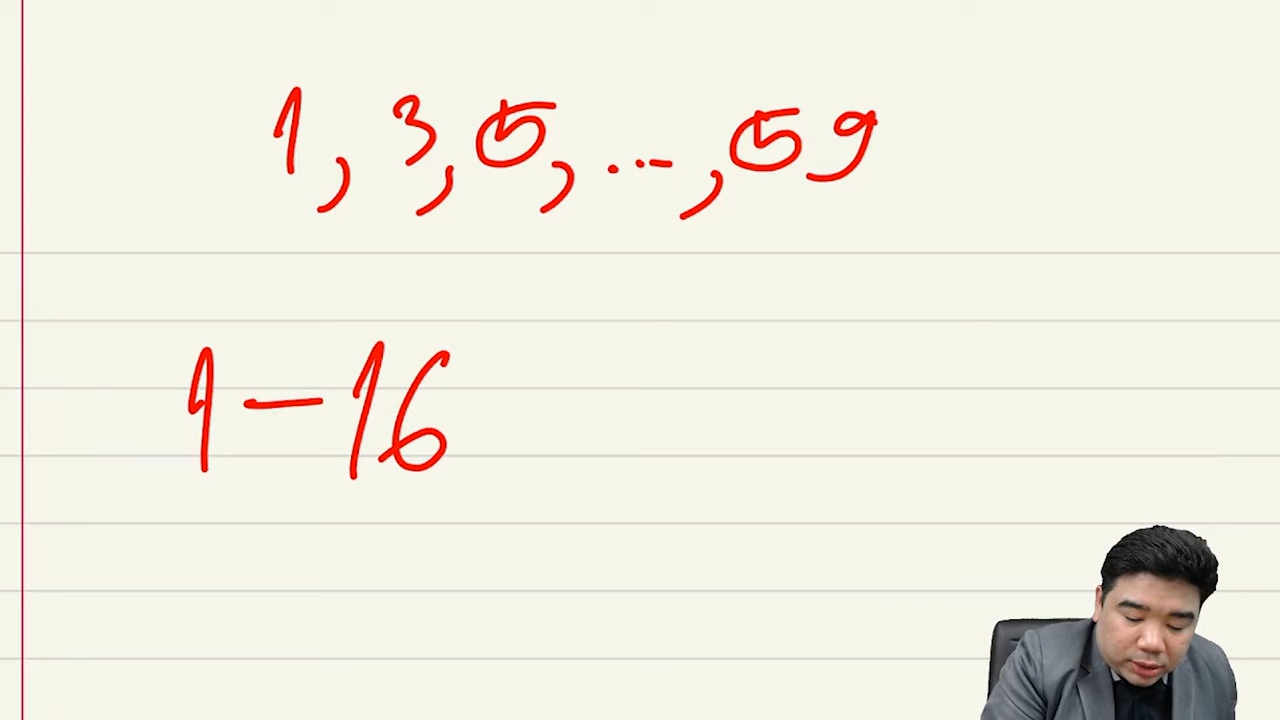 1, 3, 5, ..., 59
1-16